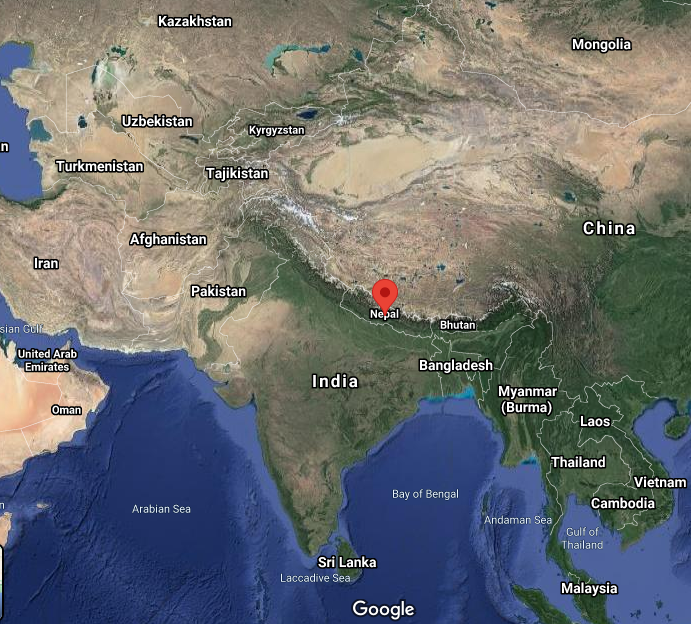 Kazakhstan
Mongolia
Uzbekistan
Kyrgyzstan
Turkmenistan
Tajikistan
China
Afghanistan
Iran
Pakistan
Nepal
Bhutan
sian Gulf
United Arab
Emirates
Bangladesh
India
Myanmar
(Burma)
Oman
Laos
Thailand
Vietnam
Bay of Bengal
Cambodia
Arabian Sea
Andaman Sea
Gulf of
Thailand
Sri Lanka
Laccadive Sea
Malaysia
Google